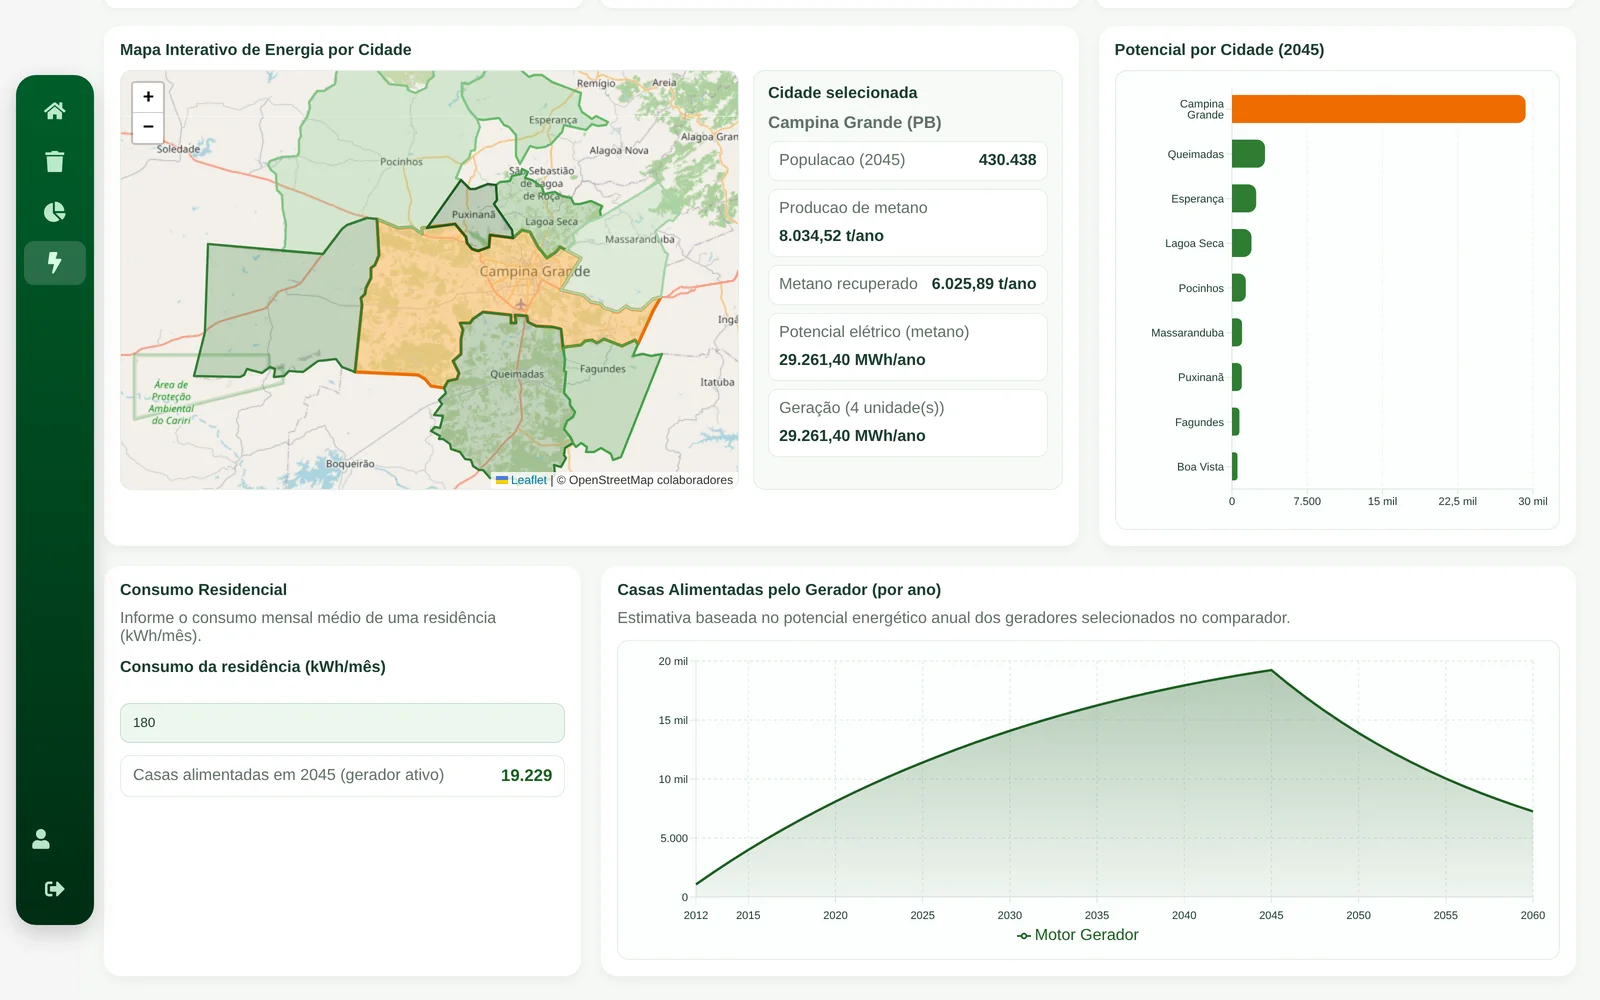 Mapa Interativo de Energia por Cidade
+
−
Soledade
Pocinhos
Esperança
Remígio
Areia
Alagoa Gran
Alagoa Nova
São Sebastião
de Lagoa
de Roça
Puxinanã
Lagoa Seca
Massaranduba
Campina Grande
Ingá
Queimadas
Fagundes
Itatuba
Área de
Proteção
Ambiental
do Cariri
Boqueirão
Leaflet | © OpenStreetMap colaboradores
Cidade selecionada
Campina Grande (PB)
Populacao (2045) 430.438
Producao de metano
8.034,52 t/ano
Metano recuperado 6.025,89 t/ano
Potencial elétrico (metano)
29.261,40 MWh/ano
Geração (4 unidade(s))
29.261,40 MWh/ano
Potencial por Cidade (2045)
Campina
Grande
Queimadas
Esperança
Lagoa Seca
Pocinhos
Massaranduba
Puxinanã
Fagundes
Boa Vista
0 7.500 15 mil 22,5 mil 30 mil
Consumo Residencial
Informe o consumo mensal médio de uma residência
(kWh/mês).
Consumo da residência (kWh/mês)
180
Casas alimentadas em 2045 (gerador ativo) 19.229
Casas Alimentadas pelo Gerador (por ano)
Estimativa baseada no potencial energético anual dos geradores selecionados no comparador.
20 mil
15 mil
10 mil
5.000
0
2012 2015 2020 2025 2030 2035 2040 2045 2050 2055 2060
Motor Gerador